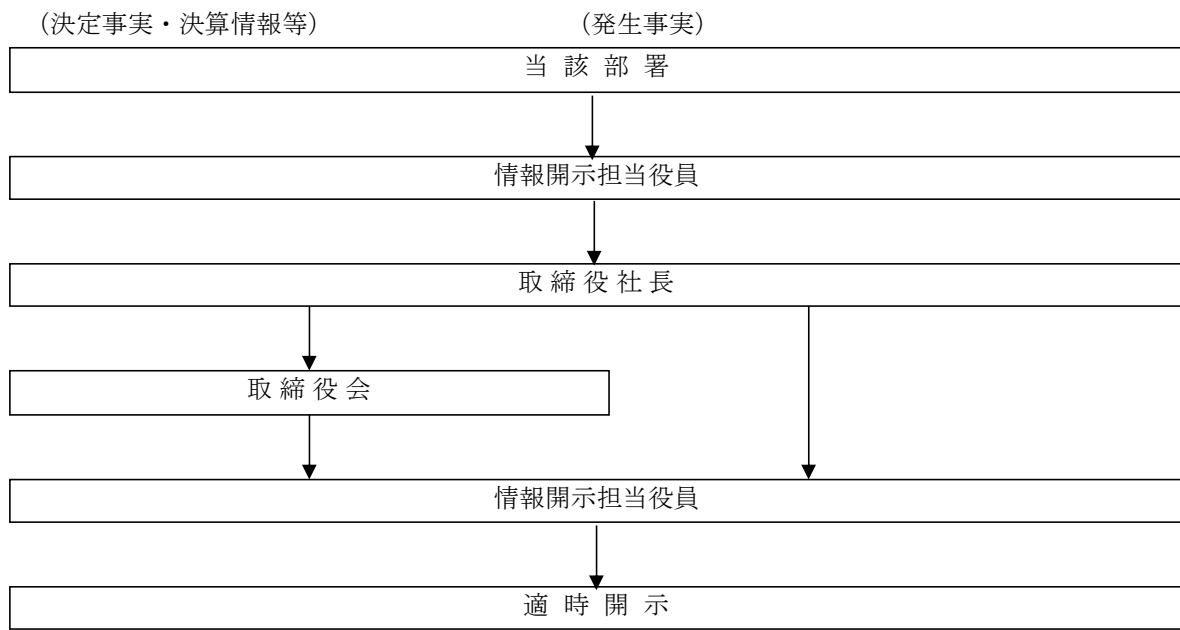 （決定事実・決算情報等） （発生事実）
当 該 部 署
情報開示担当役員
取 締 役 社 長
取 締 役 会
情報開示担当役員
適 時 開 示